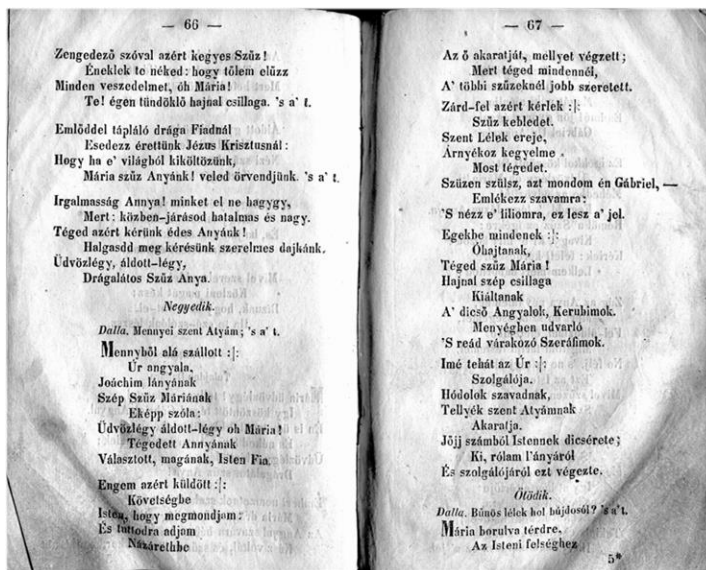 — 66 —
Zengedező szóval azért kegyes Szűz!
Éneklek te néked: hogy tőlem elűzz
Minden veszedelmet, óh Mária!
Te! égen tündöklő hajnal csillaga. 's a' t.
Emlőddel tápláló drága Fiadnál
Esedezz érettünk Jézus Krisztusnál:
Hogy ha e' világból kiköltözünk,
Mária szűz Anyánk! veled örvendjünk. 's a' t.
Irgalmasság Annya! minket el ne hagygy,
Mert: közben-járásod hatalmas és nagy.
Téged azért kérünk édes Anyánk!
Halgasdd meg kérésünk szerelmes dajkánk.
Üdvözlégy, áldott-légy,
Drágalátos Szűz Anya.
Negyedik.
Dalla. Mennyei szent Atyám; 's a' t.
Mennyből alá szállott :|:
Úr angyala,
Joáchim lányának
Szép Szűz Máriának
Eképp szóla:
Üdvözlégy áldott-légy oh Mária!
Tégedett Annyának
Választott, magának, Isten Fia.
Engem azért küldött :|:
Követségbe
Isten, hogy megmondjam:
És tuttodra adjam
Názárethbe
— 67 —
Az ő akaratját, mellyet végzett;
Mert téged mindennél,
A' többi szűzeknél jobb szeretett.
Zárd-fel azért kérlek :|:
Szűz kebledet.
Szent Lélek ereje,
Árnyékoz kegyelme
Most tégedet.
Szüzen szülsz, azt mondom én Gábriel, —
Emlékezz szavamra:
'S nézz e' liliomra, ez lesz a' jel.
Egekbe mindenek :|:
Óhajtanak,
Téged szűz Mária!
Hajnal szép csillaga
Kiáltanak
A' dicső Angyalok, Kerubimok.
Menyégben udvarló
'S reád várakozó Szeráfimok.
Imé tehát az Úr :|:
Szolgálója.
Hódolok szavadnak,
Tellyék szent Atyámnak
Akaratja.
Jöjj számból Istennek dicsérete;
Ki, rólam l'ányáról
És szolgálójáról ezt végezte.
Ötödik.
Dalla. Bűnös lélek hol bújdosól? 's a' t.
Mária borulva térdre.
Az Isteni felséghez
5*